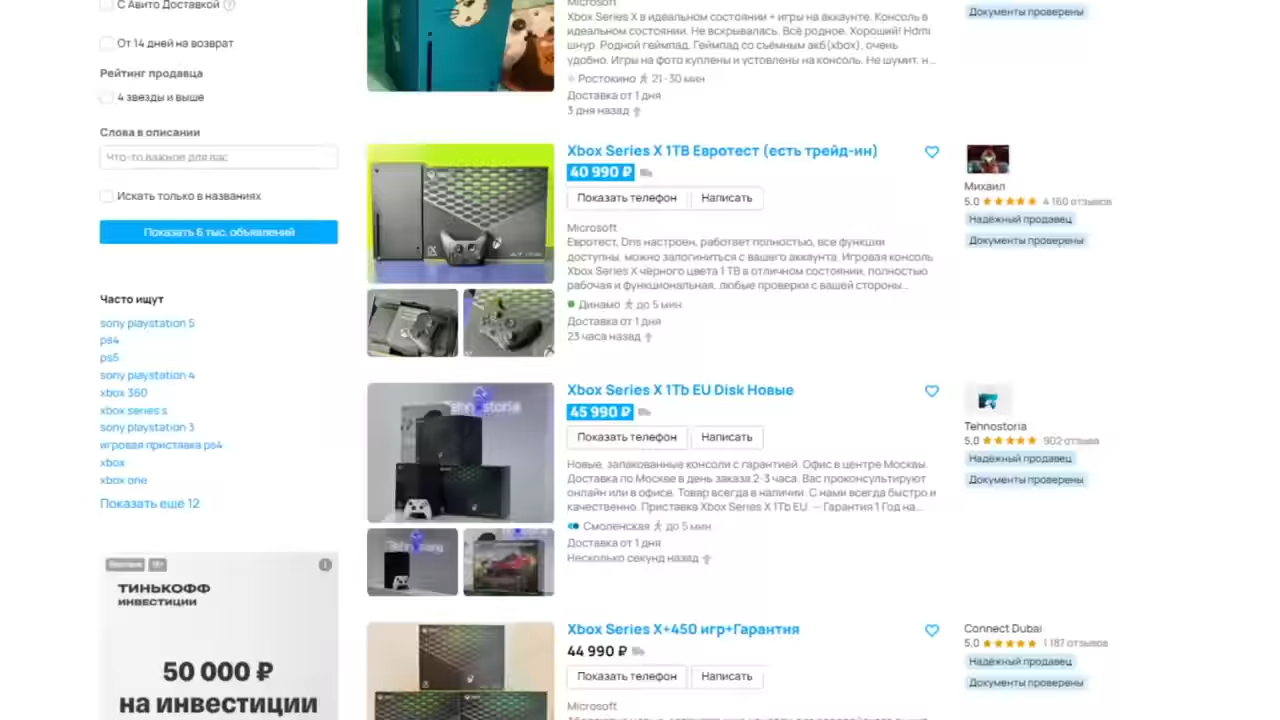 С Авито Доставкой ?
От 14 дней на возврат
Рейтинг продавца
4 звезды и выше
Слова в описании
Что-то важное для вас
Искать только в названиях
Показать 6 тыс. объявлений
Часто ищут
sony playstation 5
ps4
ps5
sony playstation 4
xbox 360
xbox series s
sony playstation 3
игровая приставка ps4
xbox
xbox one
Показать еще 12
ТИНЬКОФФ
ИНВЕСТИЦИИ
50 000 ₽
на инвестиции
Microsoft
Xbox Series X в идеальном состоянии + игры на аккаунте. Консоль в
идеальном состоянии. Не вскрывалась. Всё родное. Хороший! Hdmi
шнур. Родной геймпад. Геймпад со съёмным акб(xbox), очень
удобно. Игры на фото куплены и устовлены на консоль. Не шумит, н...
Ростокино 21-30 мин
Доставка от 1 дня
3 дня назад
Документы проверены
Xbox Series X 1TB Евротест (есть трейд-ин)
40 990 ₽
Показать телефон
Написать
Microsoft
Евротест, Dns настроен, работает полностью, все функции
доступны, можно залогиниться с вашего аккаунта. Игровая консоль
Xbox Series X чёрного цвета 1 TB в отличном состоянии, полностью
рабочая и функциональная, любые проверки с вашей стороны...
Динамо до 5 мин
Доставка от 1 дня
23 часа назад
Михаил
5,0 4 160 отзывов
Надёжный продавец
Документы проверены
Xbox Series X 1Tb EU Disk Новые
45 990 ₽
Показать телефон
Написать
Новые, запакованные консоли с гарантией. Офис в центре Москвы.
Доставка по Москве в день заказа 2-3 часа. Вас проконсультируют
онлайн или в офисе. Товар всегда в наличии. С нами всегда быстро и
качественно. Приставка Xbox Series X 1Tb EU. — Гарантия 1 Год на...
Смоленская до 5 мин
Доставка от 1 дня
Несколько секунд назад
Tehnostoria
5,0 902 отзыва
Надёжный продавец
Документы проверены
Xbox Series X+450 игр+Гарантия
44 990 ₽
Показать телефон
Написать
Microsoft
Connect Dubai
5,0 1 187 отзывов
Надёжный продавец
Документы проверены